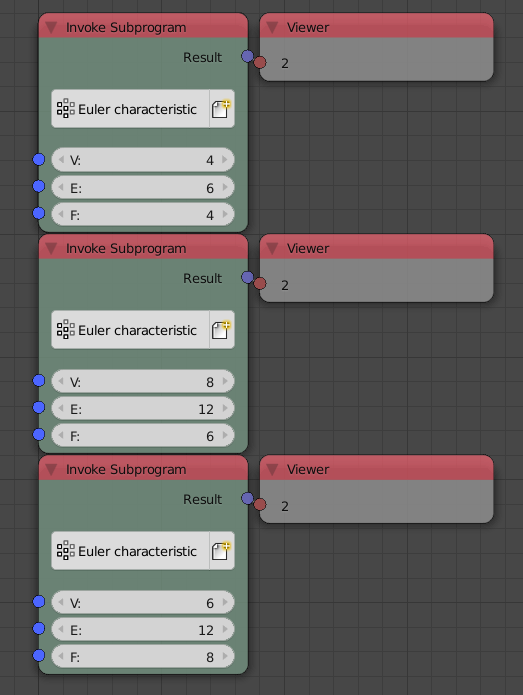 Invoke Subprogram
Viewer
Result
2
Euler characteristic
V: 4
E: 6
F: 4
Invoke Subprogram
Viewer
Result
2
Euler characteristic
V: 8
E: 12
F: 6
Invoke Subprogram
Viewer
Result
2
Euler characteristic
V: 6
E: 12
F: 8